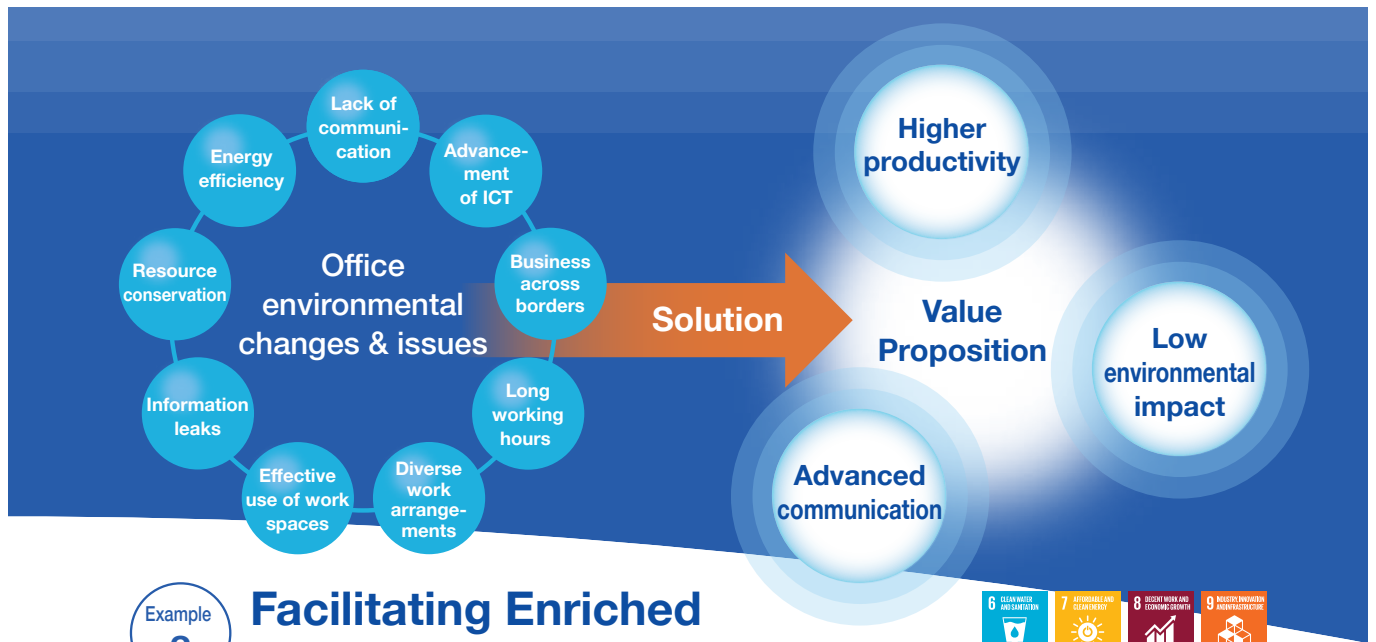 Lack of
communi-
cation
Advance-
ment
of ICT
Business
across
borders
Long
working
hours
Diverse
work
arrange-
ments
Effective
use of work
spaces
Information
leaks
Resource
conservation
Energy
efficiency
Office
environmental
changes & issues
Solution
Value
Proposition
Higher
productivity
Low
environmental
impact
Advanced
communication
Example
Facilitating Enriched
6 CLEAN WATER
AND SANITATION
7 AFFORDABLE AND
CLEAN ENERGY
8 DECENT WORK AND
ECONOMIC GROWTH
9 INDUSTRY, INNOVATION
AND INFRASTRUCTURE